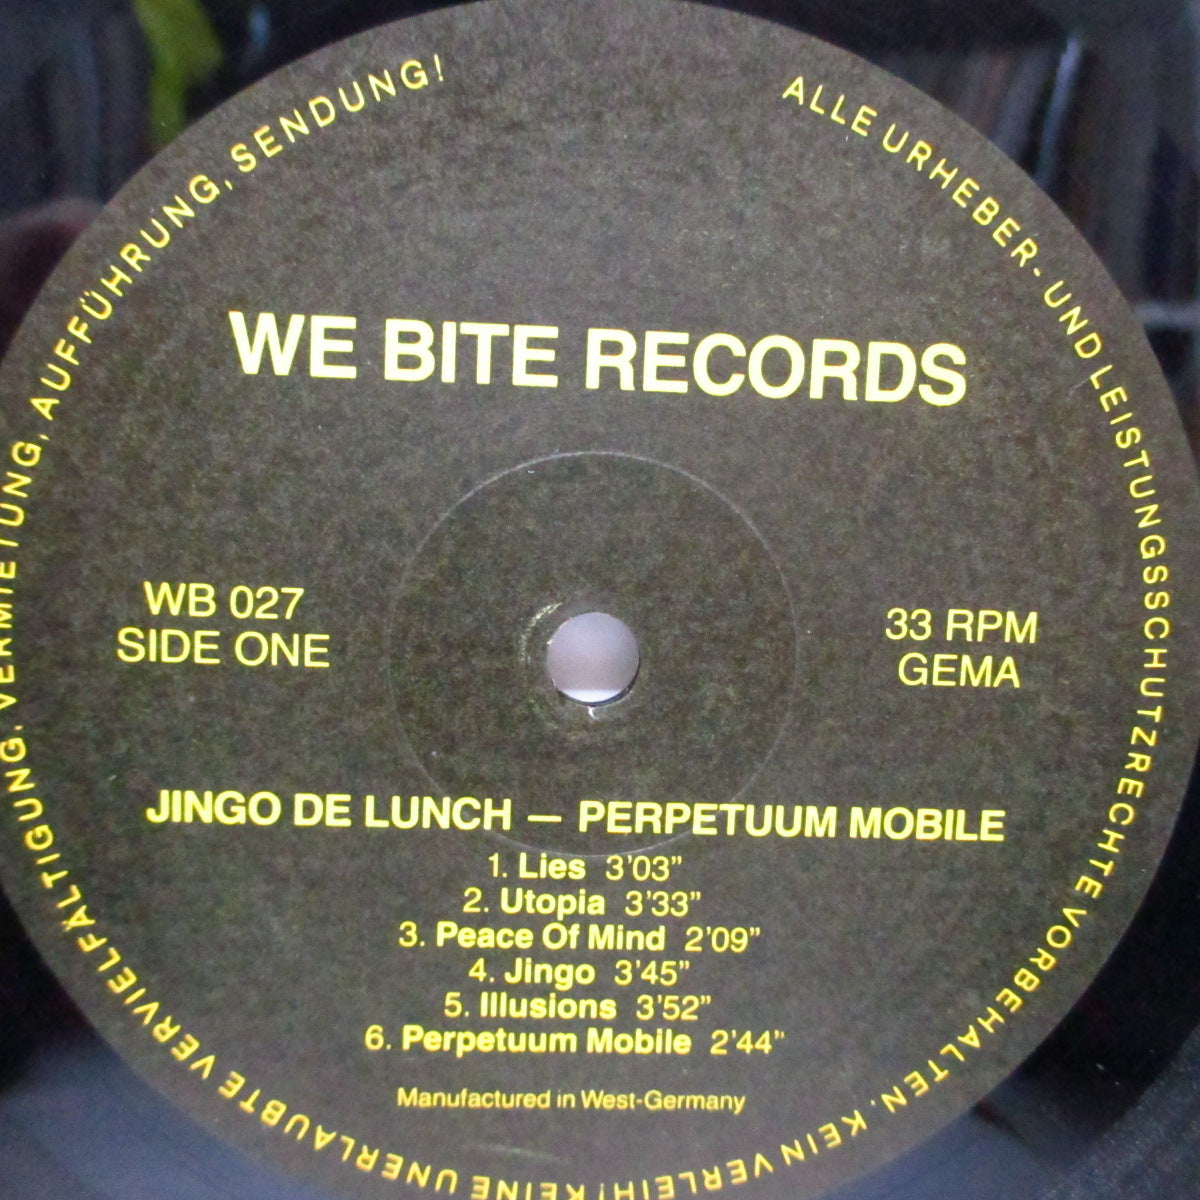 WE BITE RECORDS
WB 027
SIDE ONE
33 RPM
GEMA
JINGO DE LUNCH — PERPETUUM MOBILE
1. Lies 3'03”
2. Utopia 3'33”
3. Peace Of Mind 2'09”
4. Jingo 3'45”
5. Illusions 3'52”
6. Perpetuum Mobile 2'44”
Manufactured in West-Germany
ALLE URHEBER- UND LEISTUNGSSCHUTZRECHTE VORBEHALTEN. KEIN VERLEIH! KEINE UNERLAUBTE VERVIELFÄLTIGUNG. VERMIETUNG, AUFFÜHRUNG, SENDUNG!